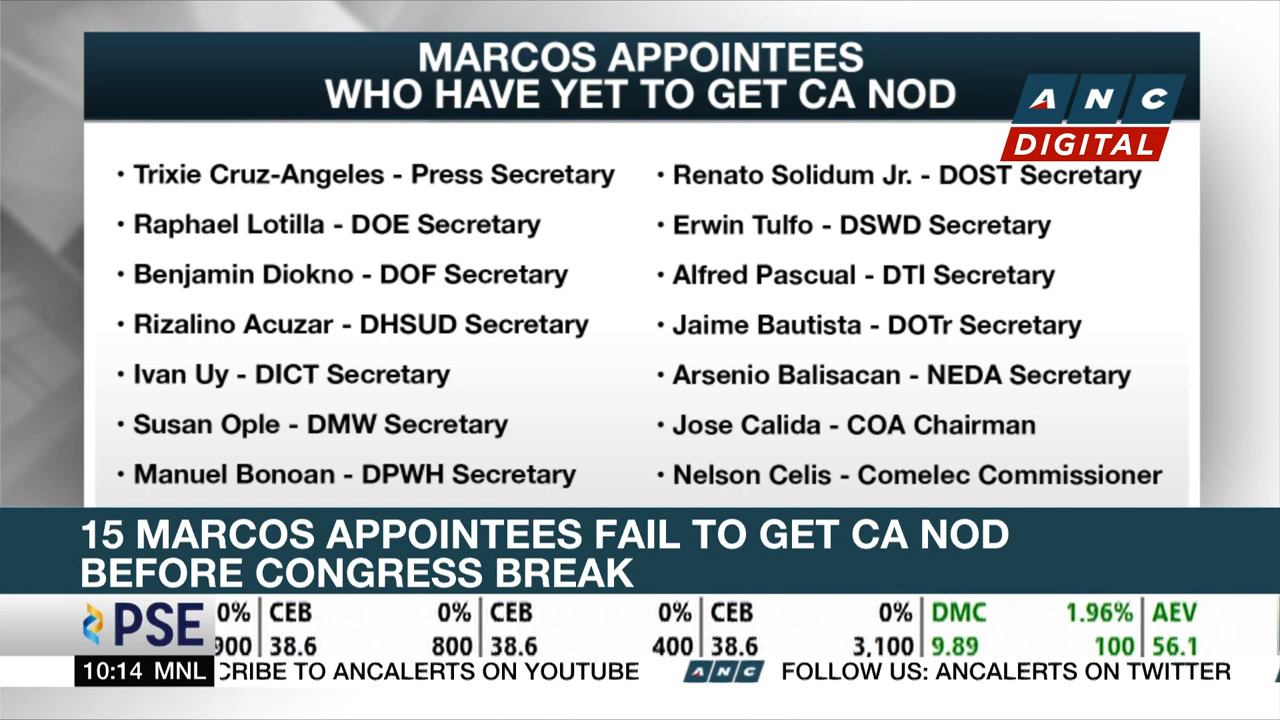 MARCOS APPOINTEES
WHO HAVE YET TO GET CA NOD
ANC
DIGITAL
• Trixie Cruz-Angeles - Press Secretary
• Raphael Lotilla - DOE Secretary
• Benjamin Diokno - DOF Secretary
• Rizalino Acuzar - DHSUD Secretary
• Ivan Uy - DICT Secretary
• Susan Ople - DMW Secretary
• Manuel Bonoan - DPWH Secretary
• Renato Solidum Jr. - DOST Secretary
• Erwin Tulfo - DSWD Secretary
• Alfred Pascual - DTI Secretary
• Jaime Bautista - DOTr Secretary
• Arsenio Balisacan - NEDA Secretary
• Jose Calida - COA Chairman
• Nelson Celis - Comelec Commissioner
15 MARCOS APPOINTEES FAIL TO GET CA NOD
BEFORE CONGRESS BREAK
PSE
0% CEB 0% CEB 0% CEB 0% DMC 1.96% AEV
900 38.6 800 38.6 400 38.6 3,100 9.89 100 56.1
10:14 MNL CRIBE TO ANCALERTS ON YOUTUBE ANC FOLLOW US: ANCALERTS ON TWITTER